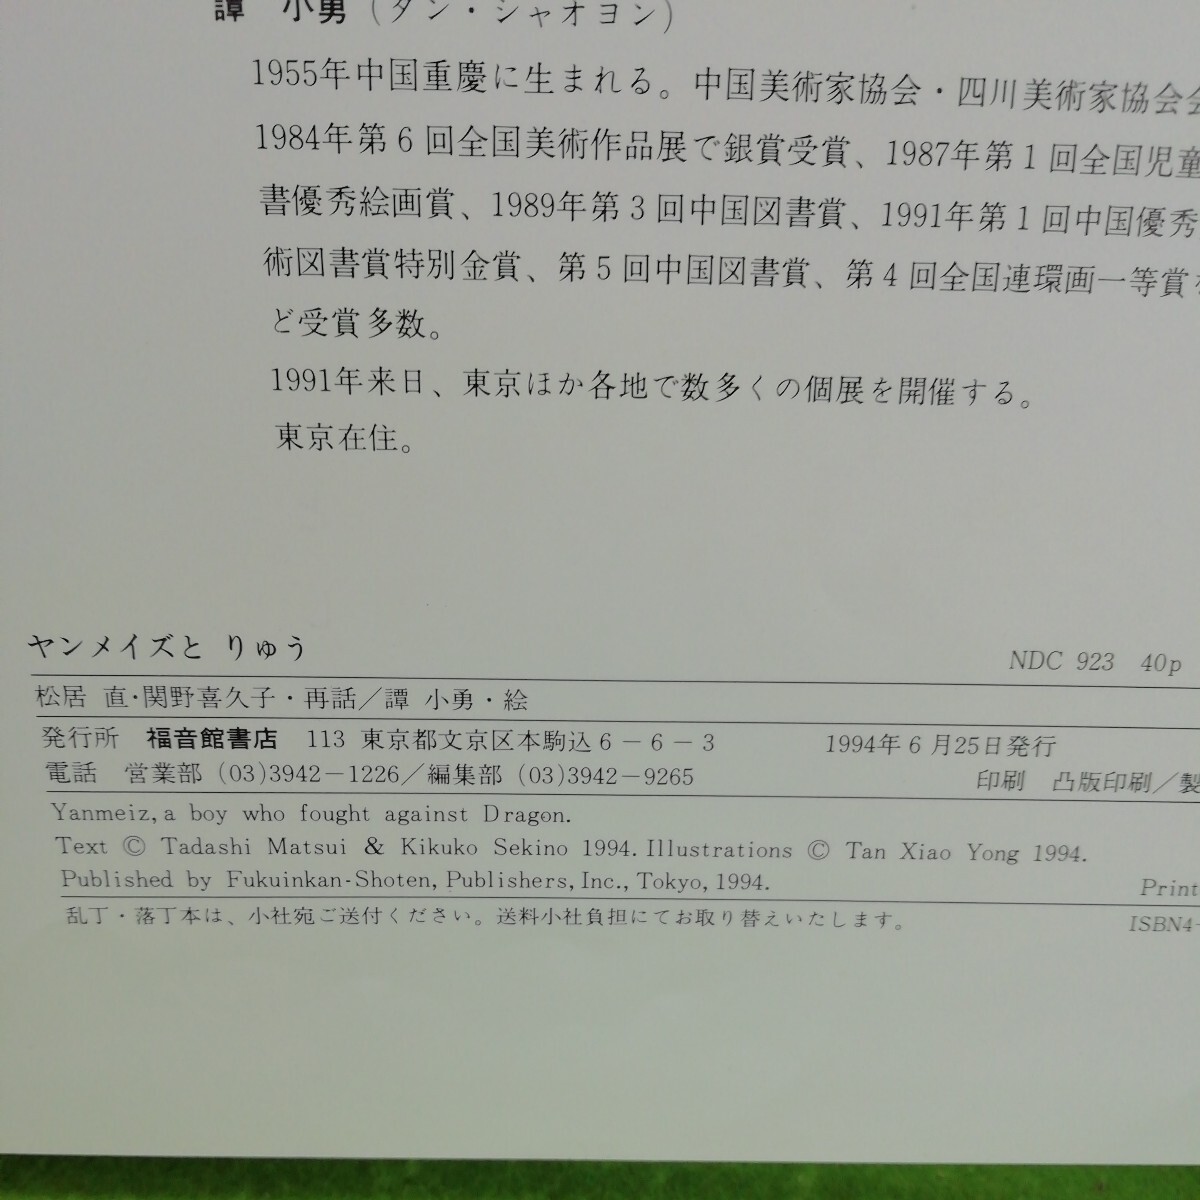 譚　小勇（タン・シャオヨン）
1955年中国重慶に生まれる。中国美術家協会・四川美術家協会会
1984年第6回全国美術作品展で銀賞受賞、1987年第1回全国児童
書優秀絵画賞、1989年第3回中国図書賞、1991年第1回中国優秀
術図書賞特別金賞、第5回中国図書賞、第4回全国連環画一等賞
ど受賞多数。
1991年来日、東京ほか各地で数多くの個展を開催する。
東京在住。
ヤンメイズと りゅう
NDC 923　40p
松居 直・関野喜久子・再話／譚 小勇・絵
発行所　福音館書店　113 東京都文京区本駒込6－6－3　1994年6月25日発行
電話　営業部 (03)3942−1226／編集部 (03)3942−9265　印刷　凸版印刷／製
Yanmeiz, a boy who fought against Dragon.
Text © Tadashi Matsui & Kikuko Sekino 1994. Illustrations © Tan Xiao Yong 1994.
Published by Fukuinkan-Shoten, Publishers, Inc., Tokyo, 1994.　Print
乱丁・落丁本は、小社宛ご送付ください。送料小社負担にてお取り替えいたします。　ISBN4-